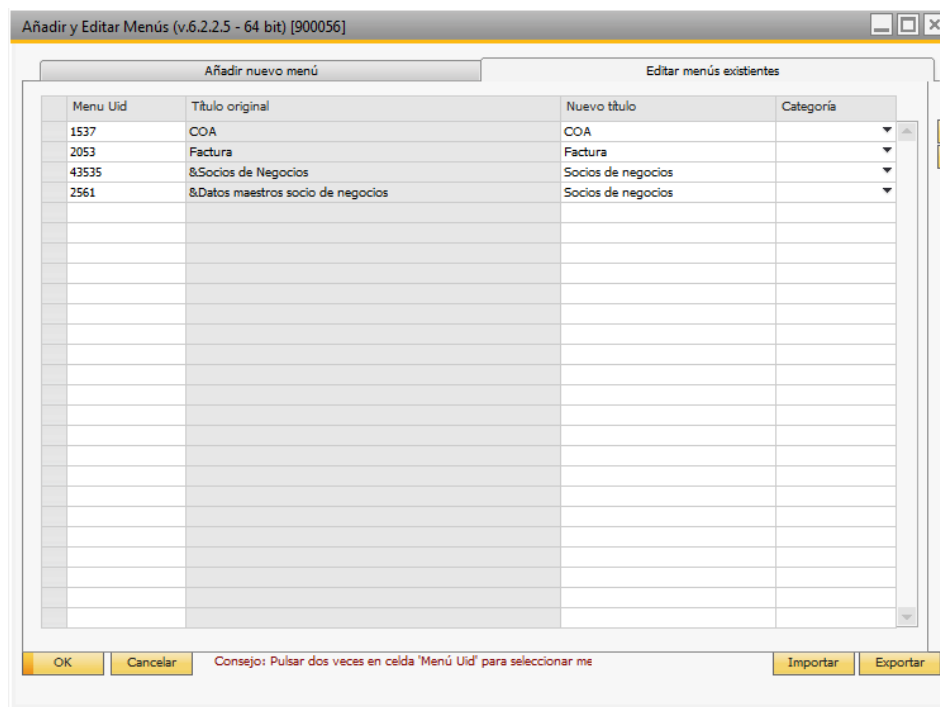 Añadir y Editar Menús (v.6.2.2.5 - 64 bit) [900056]
Añadir nuevo menú Editar menús existentes
Menu Uid Título original Nuevo título Categoría
1537 COA COA
2053 Factura Factura
43535 &Socios de Negocios Socios de negocios
2561 &Datos maestros socio de negocios Socios de negocios
OK Cancelar Consejo: Pulsar dos veces en celda 'Menú Uid' para seleccionar me Importar Exportar